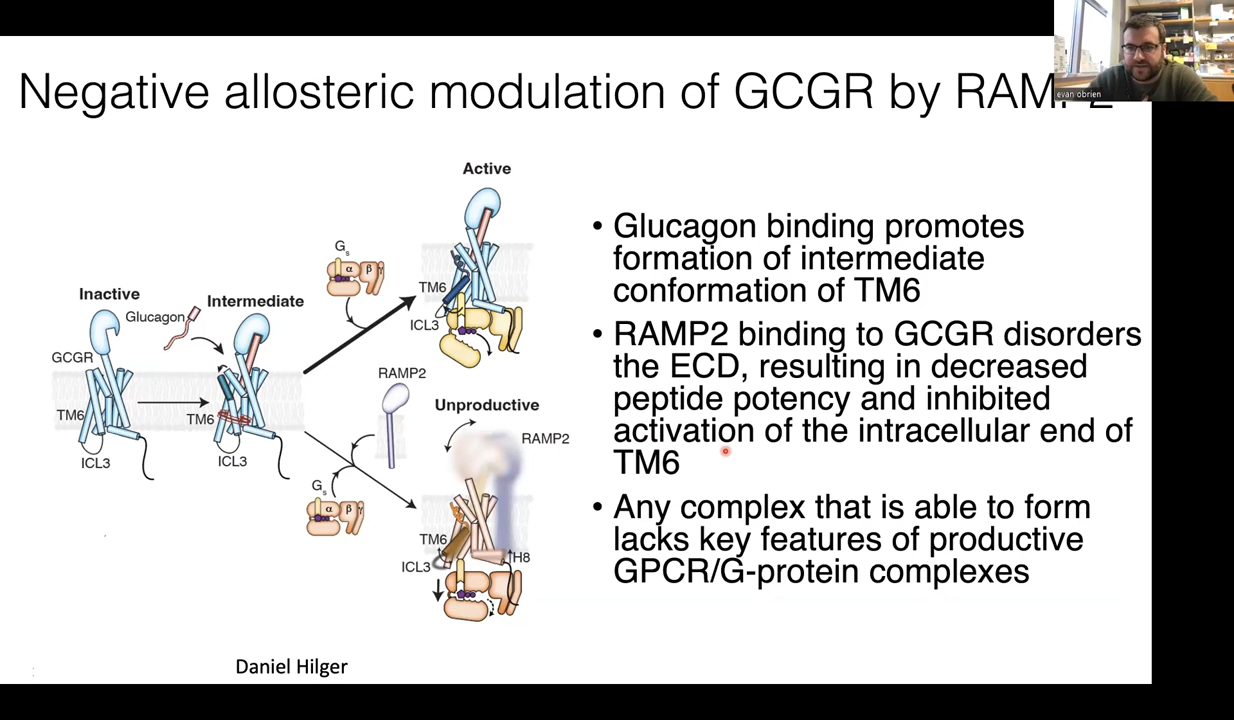 evan obrien
Negative allosteric modulation of GCGR by RAMP2
Active
G
s
α
β
γ
Inactive
Intermediate
Glucagon
TM6
ICL3
GCGR
RAMP2
TM6
TM6
Unproductive
RAMP2
ICL3
ICL3
G
s
α
β
γ
TM6
ICL3
H8
• Glucagon binding promotes
formation of intermediate
conformation of TM6
• RAMP2 binding to GCGR disorders
the ECD, resulting in decreased
peptide potency and inhibited
activation of the intracellular end of
TM6
• Any complex that is able to form
lacks key features of productive
GPCR/G-protein complexes
Daniel Hilger